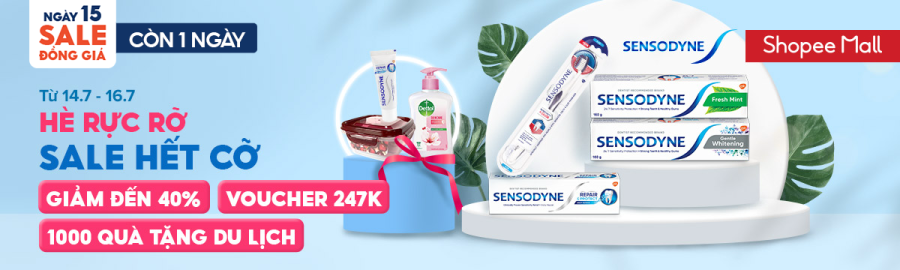 NGÀY 15
SALE
ĐỒNG GIÁ
CÒN 1 NGÀY
Từ 14.7 - 16.7
HÈ RỰC RỠ
SALE HẾT CỠ
GIẢM ĐẾN 40%
VOUCHER 247K
1000 QUÀ TẶNG DU LỊCH
Dettol
SENSODYNE
SENSODYNE
Shopee Mall
SENSODYNE
Fresh Mint
SENSODYNE
Gentle
Whitening
SENSODYNE
REPAIR
& PROTECT